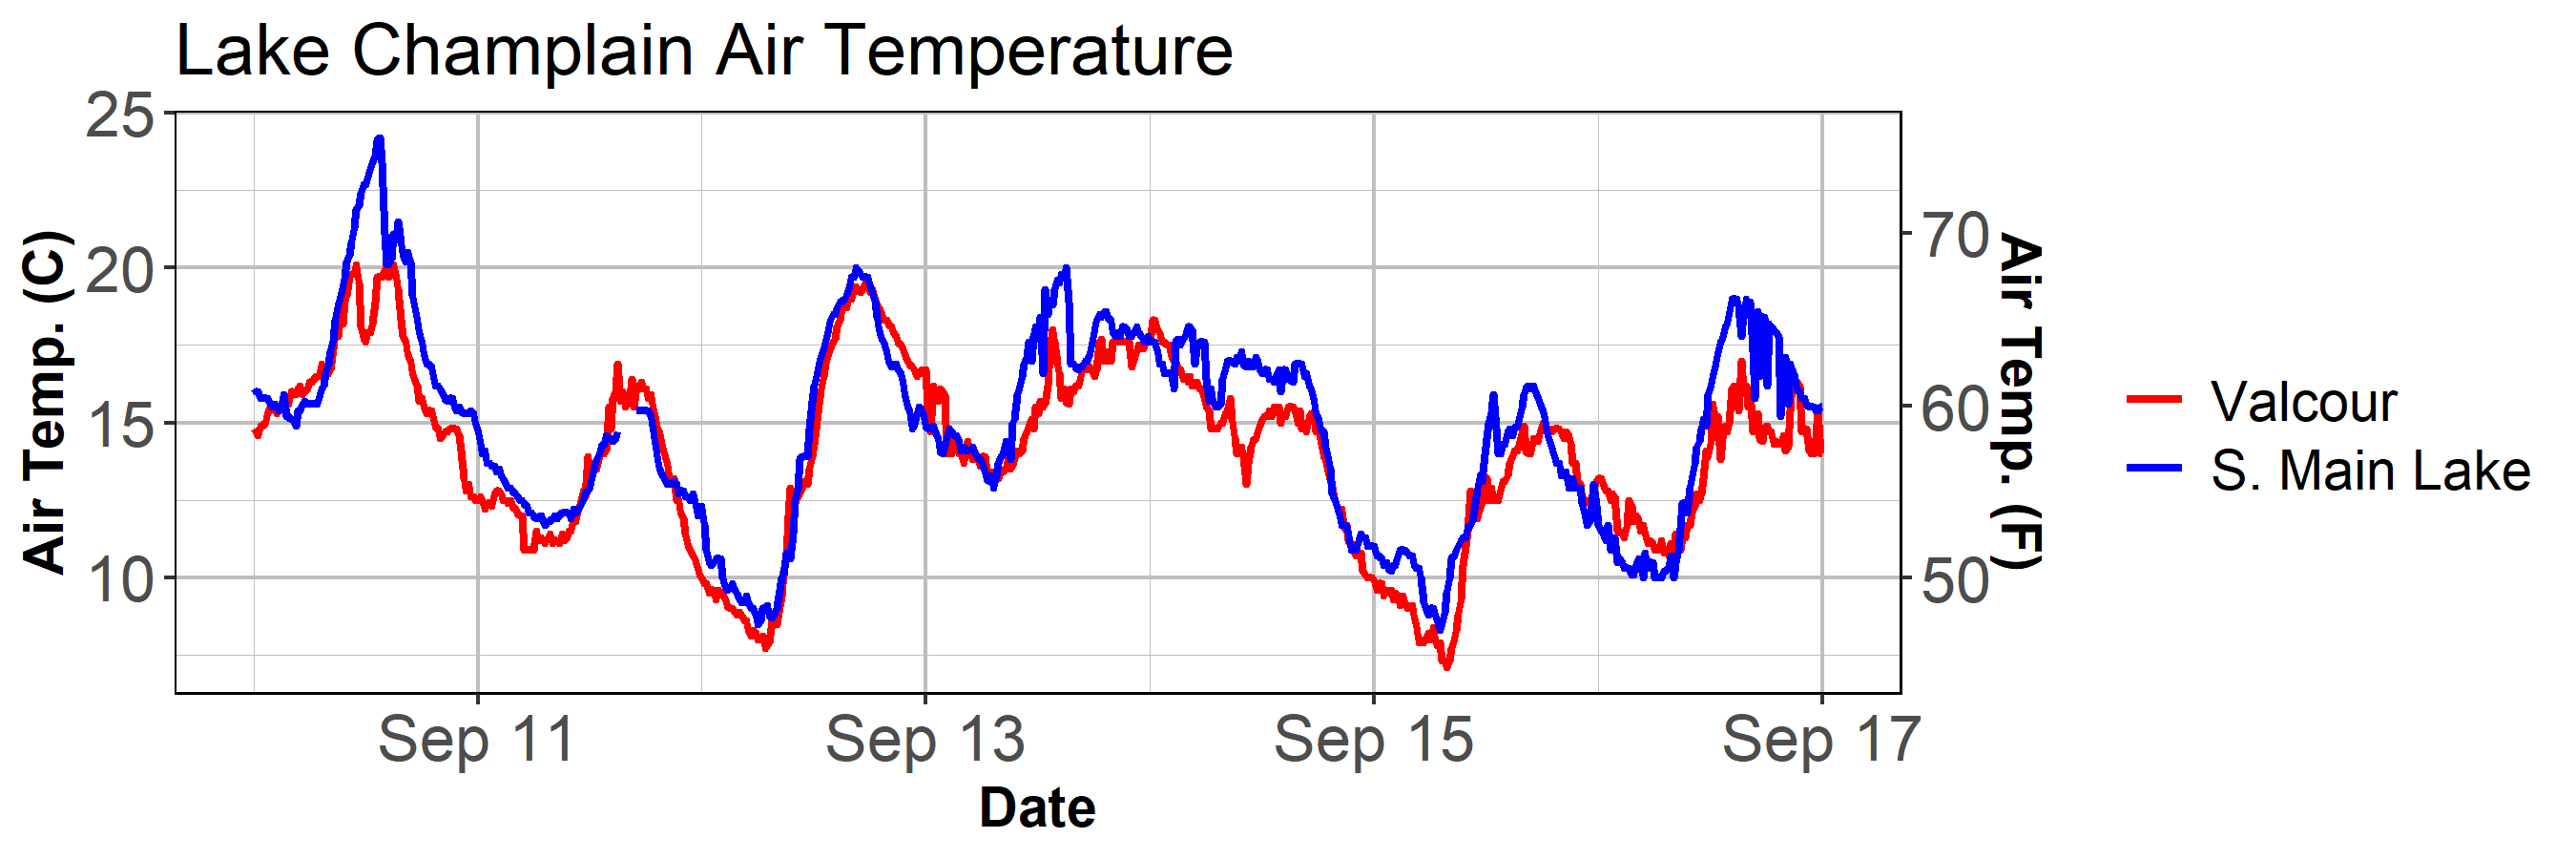 Lake Champlain Air Temperature
25
20
15
10
Air Temp. (C)
70
60
50
Air Temp. (F)
Sep 11
Sep 13
Sep 15
Sep 17
Date
Valcour
S. Main Lake